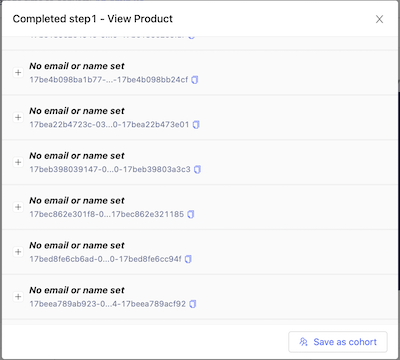 Completed step1 - View Product
No email or name set
17be4b098ba1b77-...-17be4b098bb24cf
No email or name set
17bea22b4723c-03...0-17bea22b473e01
No email or name set
17beb398039147-0...0-17beb39803a3c3
No email or name set
17bec862e301f8-0...17bec862e321185
No email or name set
17bed8fe6cb6ad-0...0-17bed8fe6cc94f
No email or name set
17beea789ab923-0...4-17beea789acf92
Save as cohort